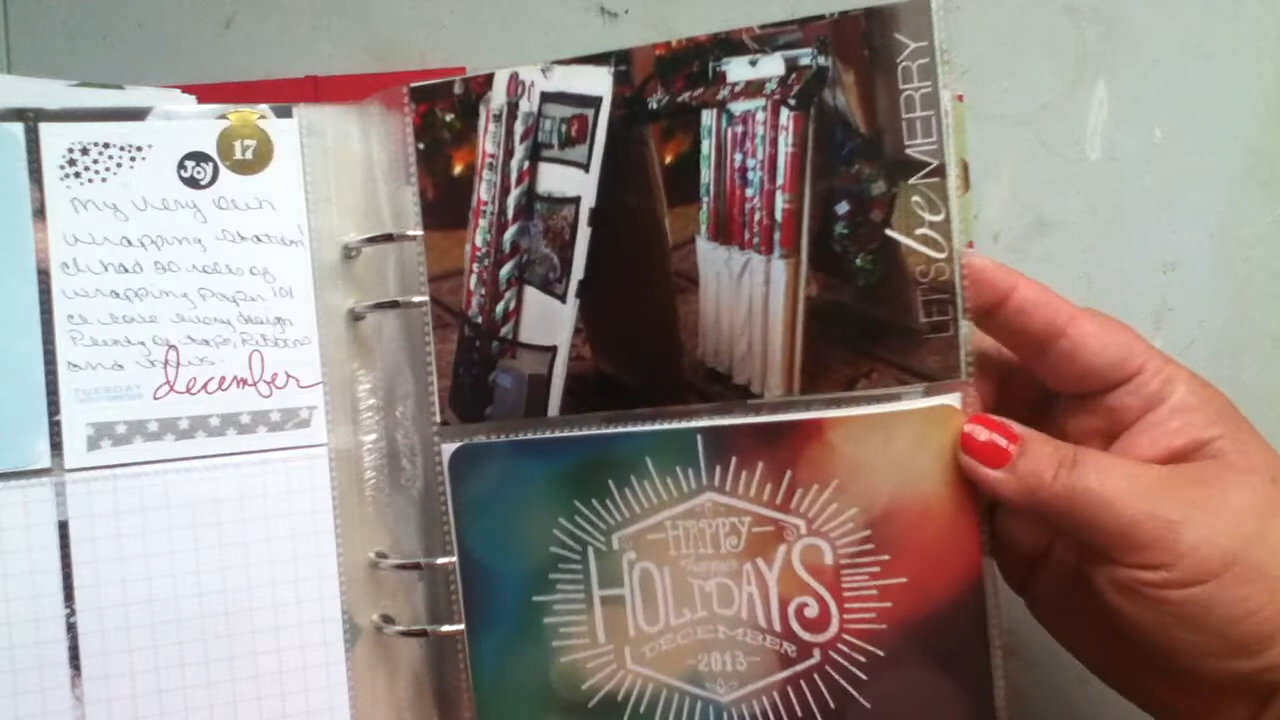 17
JOY
my very own
wrapping station!
I had 30 rolls of
wrapping paper lol
I love every design
Plenty of tape, Ribbons
and bows.
TUESDAY
december
LET'S be MERRY
HAPPY
HOLIDAYS
DECEMBER
-2013-